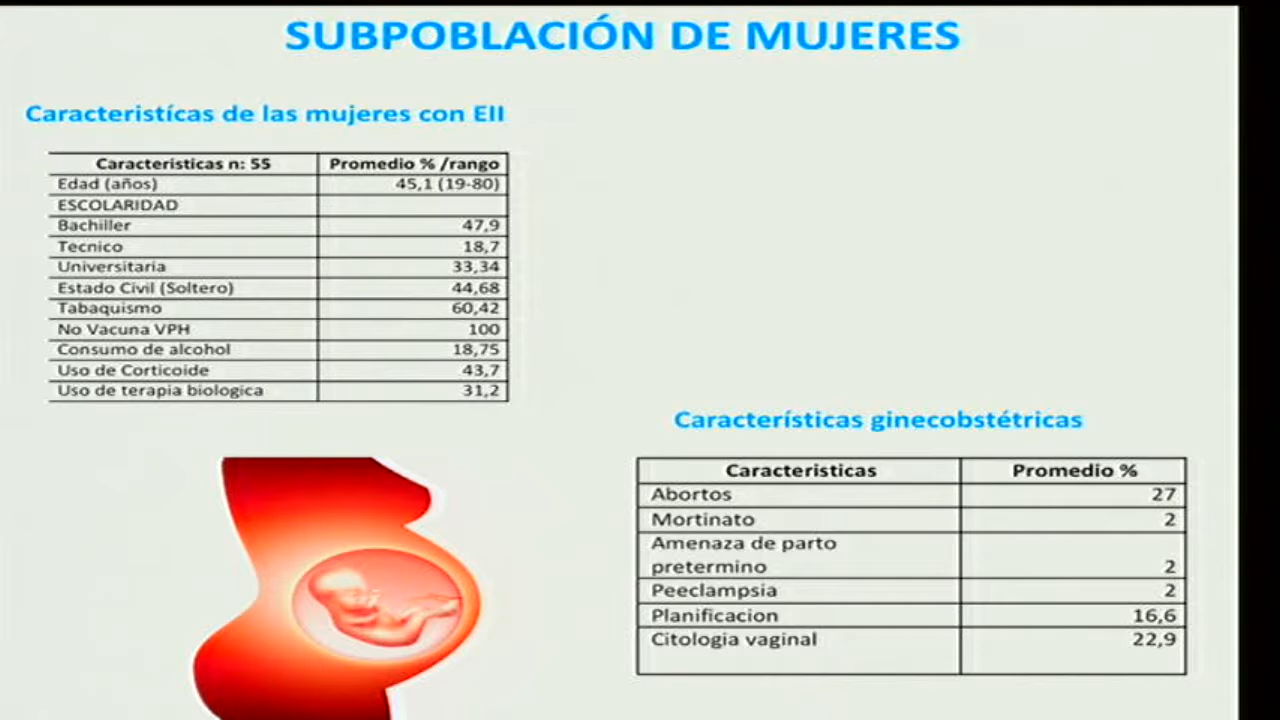 SUBPOBLACIÓN DE MUJERES
Caracteristícas de las mujeres con EII
Caracteristicas n: 55 Promedio % /rango
Edad (años) 45,1 (19-80)
ESCOLARIDAD
Bachiller 47,9
Tecnico 18,7
Universitaria 33,34
Estado Civil (Soltero) 44,68
Tabaquismo 60,42
No Vacuna VPH 100
Consumo de alcohol 18,75
Uso de Corticoide 43,7
Uso de terapia biologica 31,2
Características ginecobstétricas
Caracteristicas Promedio %
Abortos 27
Mortinato 2
Amenaza de parto
pretermino 2
Peeclampsia 2
Planificacion 16,6
Citologia vaginal 22,9